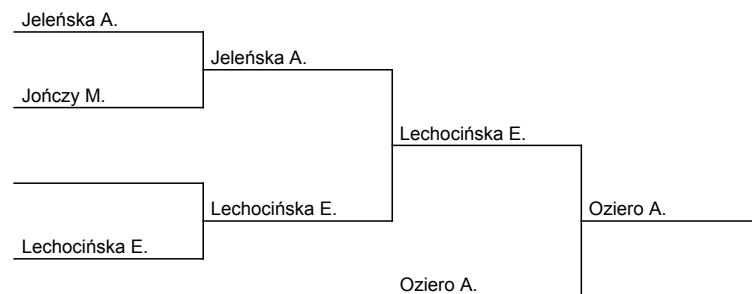 Jeleńska A.
Jeleńska A.
Jończy M.
Lechocińska E.
Lechocińska E.
Oziero A.
Lechocińska E.
Oziero A.